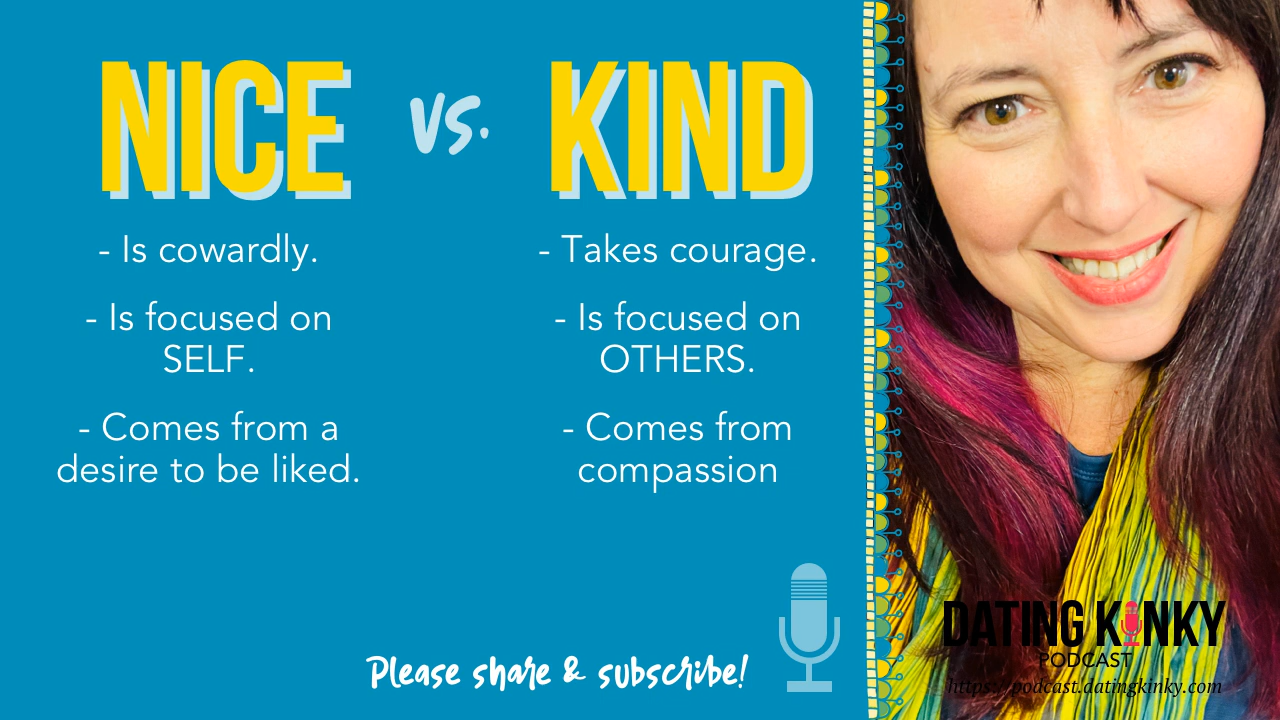 NICE vs. KIND
- Is cowardly.
- Is focused on
SELF.
- Comes from a
desire to be liked.
- Takes courage.
- Is focused on
OTHERS.
- Comes from
compassion
Please share & subscribe!
DATING KINKY
PODCAST
https://podcast.datingkinky.com